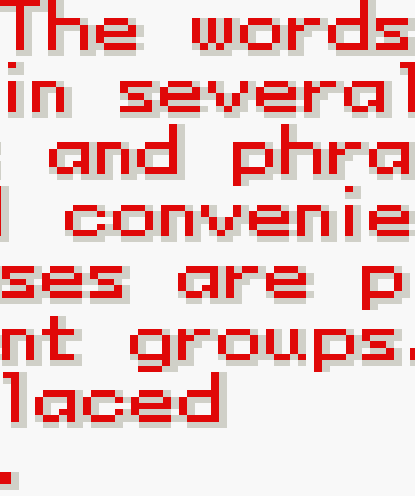 The words
in several
and phra
convenie
ses are p
nt groups.
laced
.